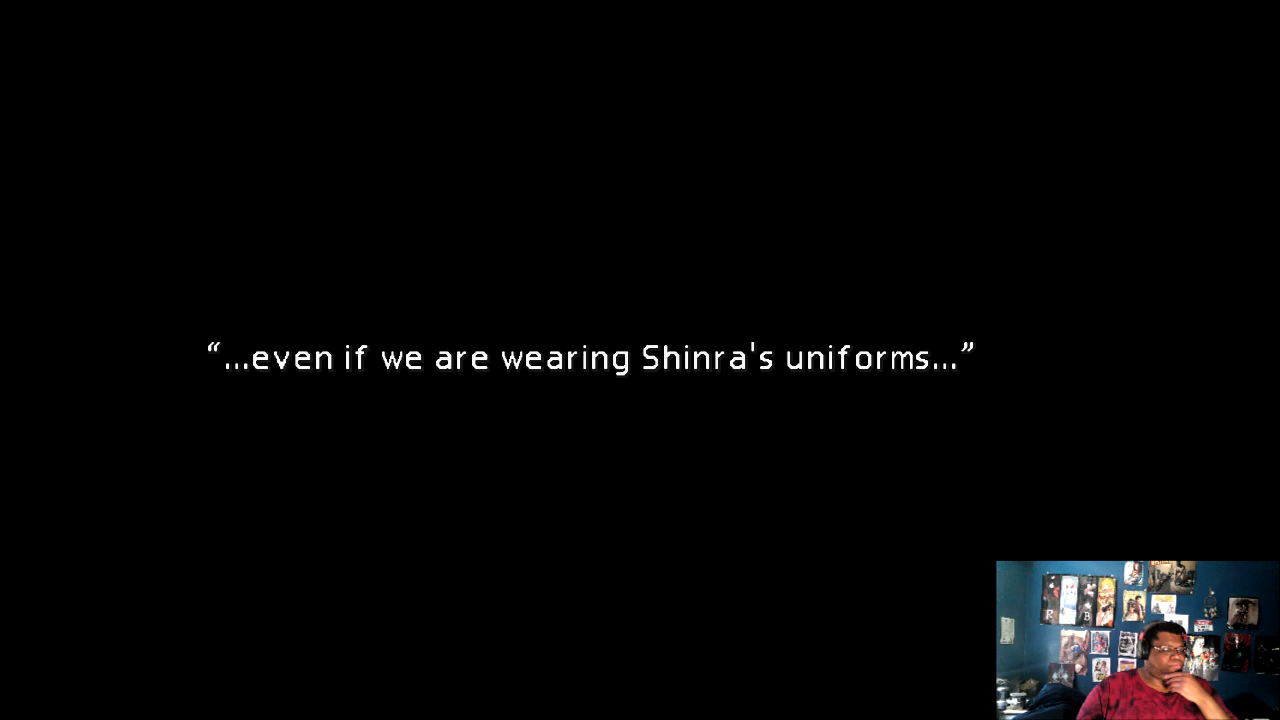 “...even if we are wearing Shinra's uniforms...”
R B